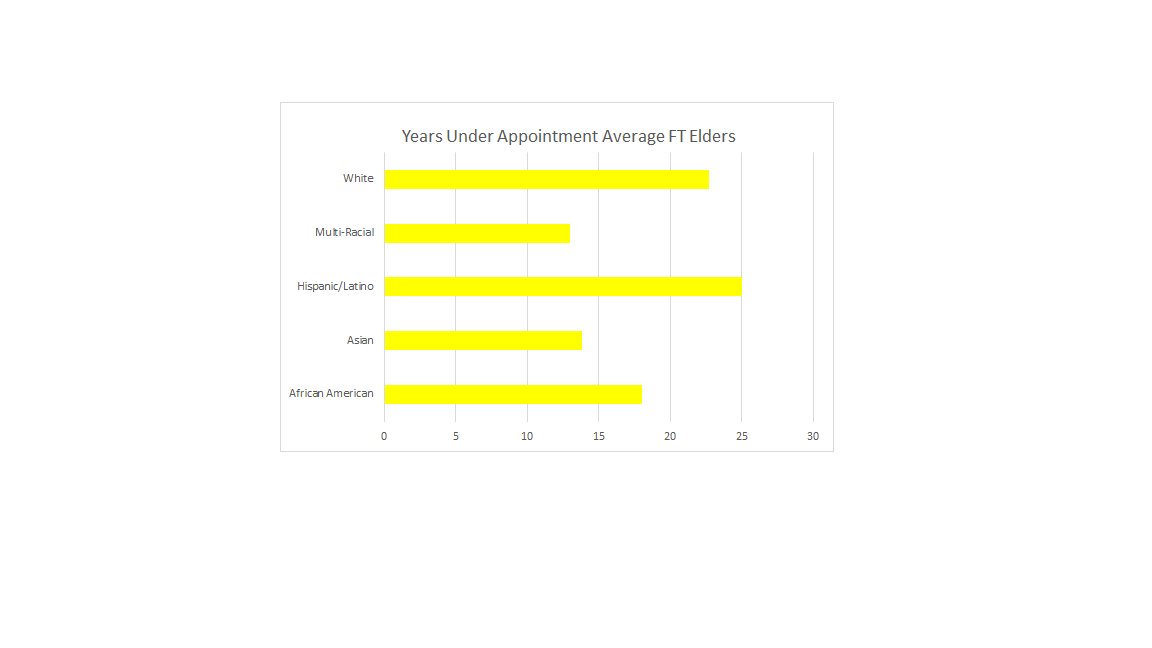 Years Under Appointment Average FT Elders
White
Multi-Racial
Hispanic/Latino
Asian
African American
0 5 10 15 20 25 30